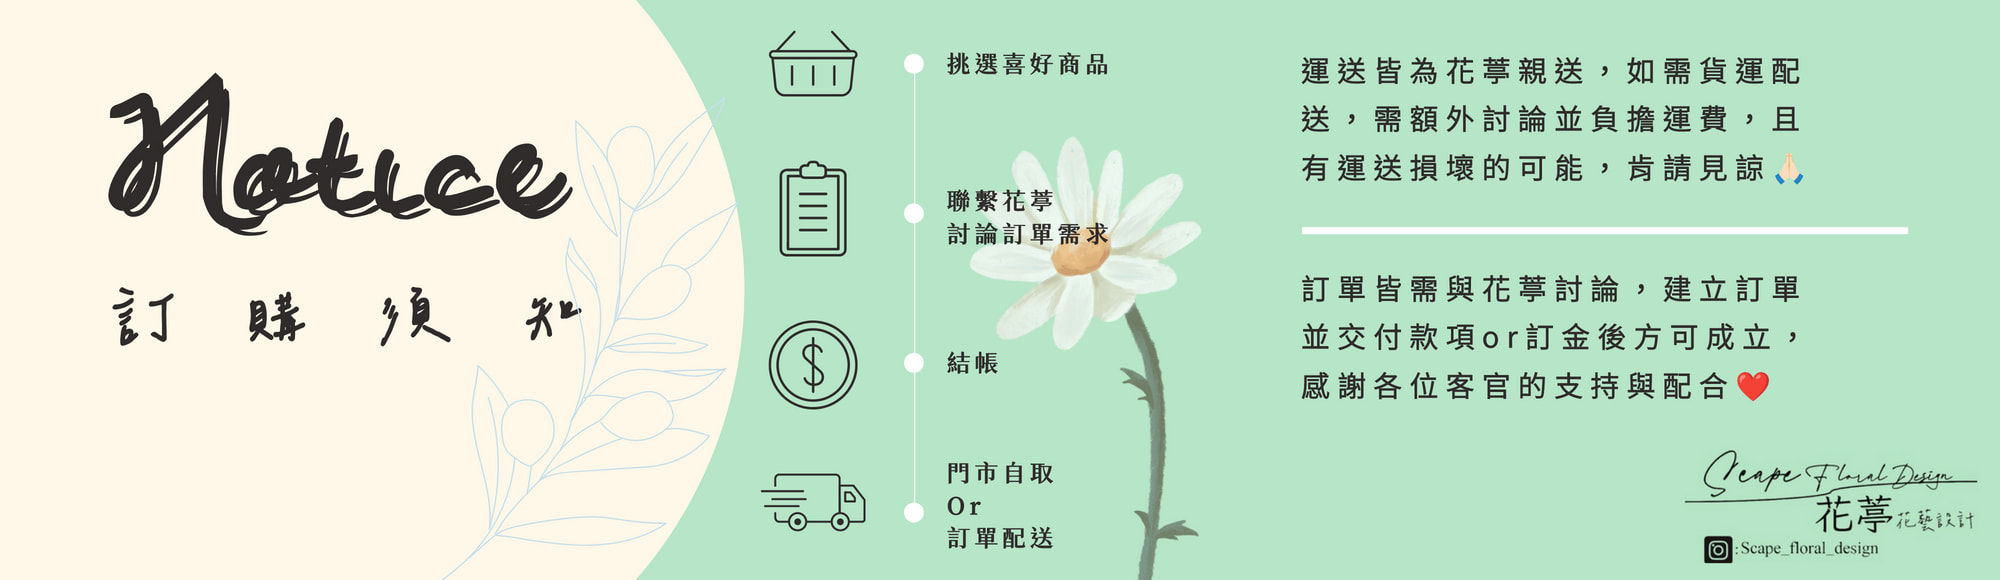 Notice
訂購須知
挑選喜好商品
聯繫花葶
討論訂單需求
結帳
門市自取
Or
訂單配送
運送皆為花葶親送，如需貨運配
送，需額外討論並負擔運費，且
有運送損壞的可能，肯請見諒🙏🏻
訂單皆需與花葶討論，建立訂單
並交付款項or訂金後方可成立，
感謝各位客官的支持與配合❤️
Scape Floral Design
花葶花藝設計
:Scape_floral_design